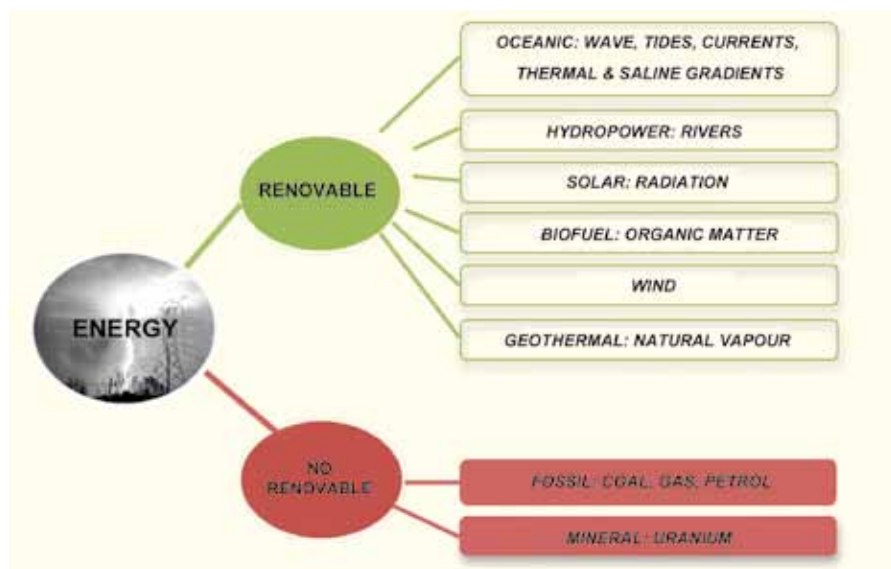 OCEANIC: WAVE, TIDES, CURRENTS,
THERMAL & SALINE GRADIENTS
HYDROPOWER: RIVERS
RENOVABLE
SOLAR: RADIATION
BIOFUEL: ORGANIC MATTER
WIND
ENERGY
GEOTHERMAL: NATURAL VAPOUR
NO
RENOVABLE
FOSSIL: COAL, GAS, PETROL
MINERAL: URANIUM